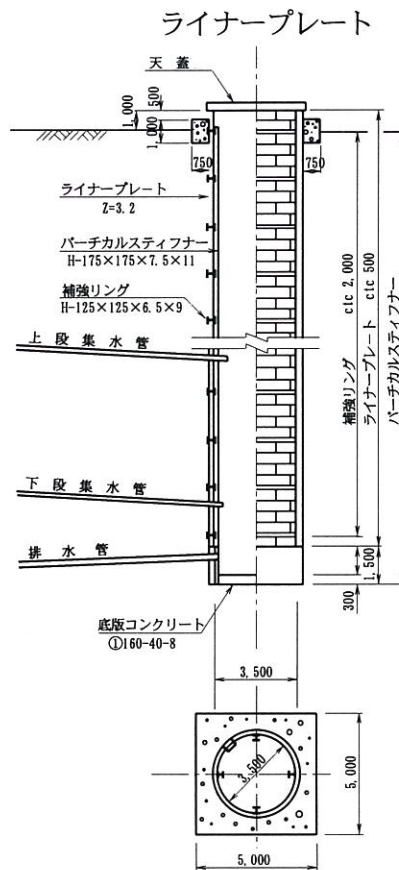 ライナープレート
天 蓋
1,000
500
1,000
750
750
ライナープレート
Z=3.2
バーチカルスティフナー
H-175×175×7.5×11
補強リング
H-125×125×6.5×9
上 段 集 水 管
下 段 集 水 管
排 水 管
補強リング ctc 2,000
ライナープレート ctc 500
バーチカルスティフナー
1,500
300
底版コンクリート
①160-40-8
3,500
3,500
5,000
5,000